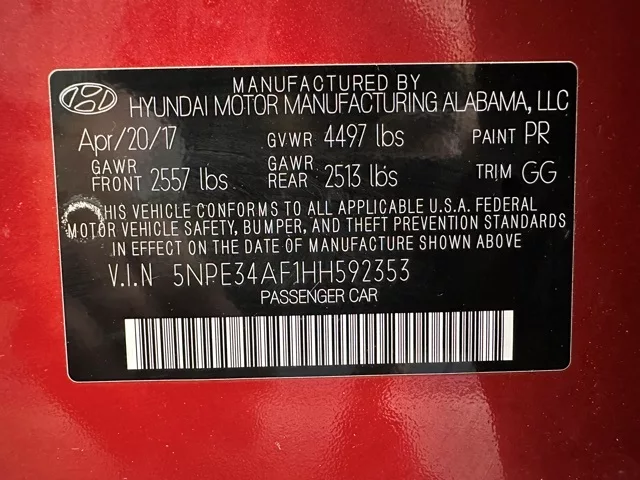 MANUFACTURED BY
HYUNDAI MOTOR MANUFACTURING ALABAMA, LLC
Apr/20/17 GVWR 4497 lbs PAINT PR
GAWR FRONT 2557 lbs GAWR REAR 2513 lbs TRIM GG
THIS VEHICLE CONFORMS TO ALL APPLICABLE U.S.A. FEDERAL
MOTOR VEHICLE SAFETY, BUMPER, AND THEFT PREVENTION STANDARDS
IN EFFECT ON THE DATE OF MANUFACTURE SHOWN ABOVE
V.I.N 5NPE34AF1HH592353
PASSENGER CAR